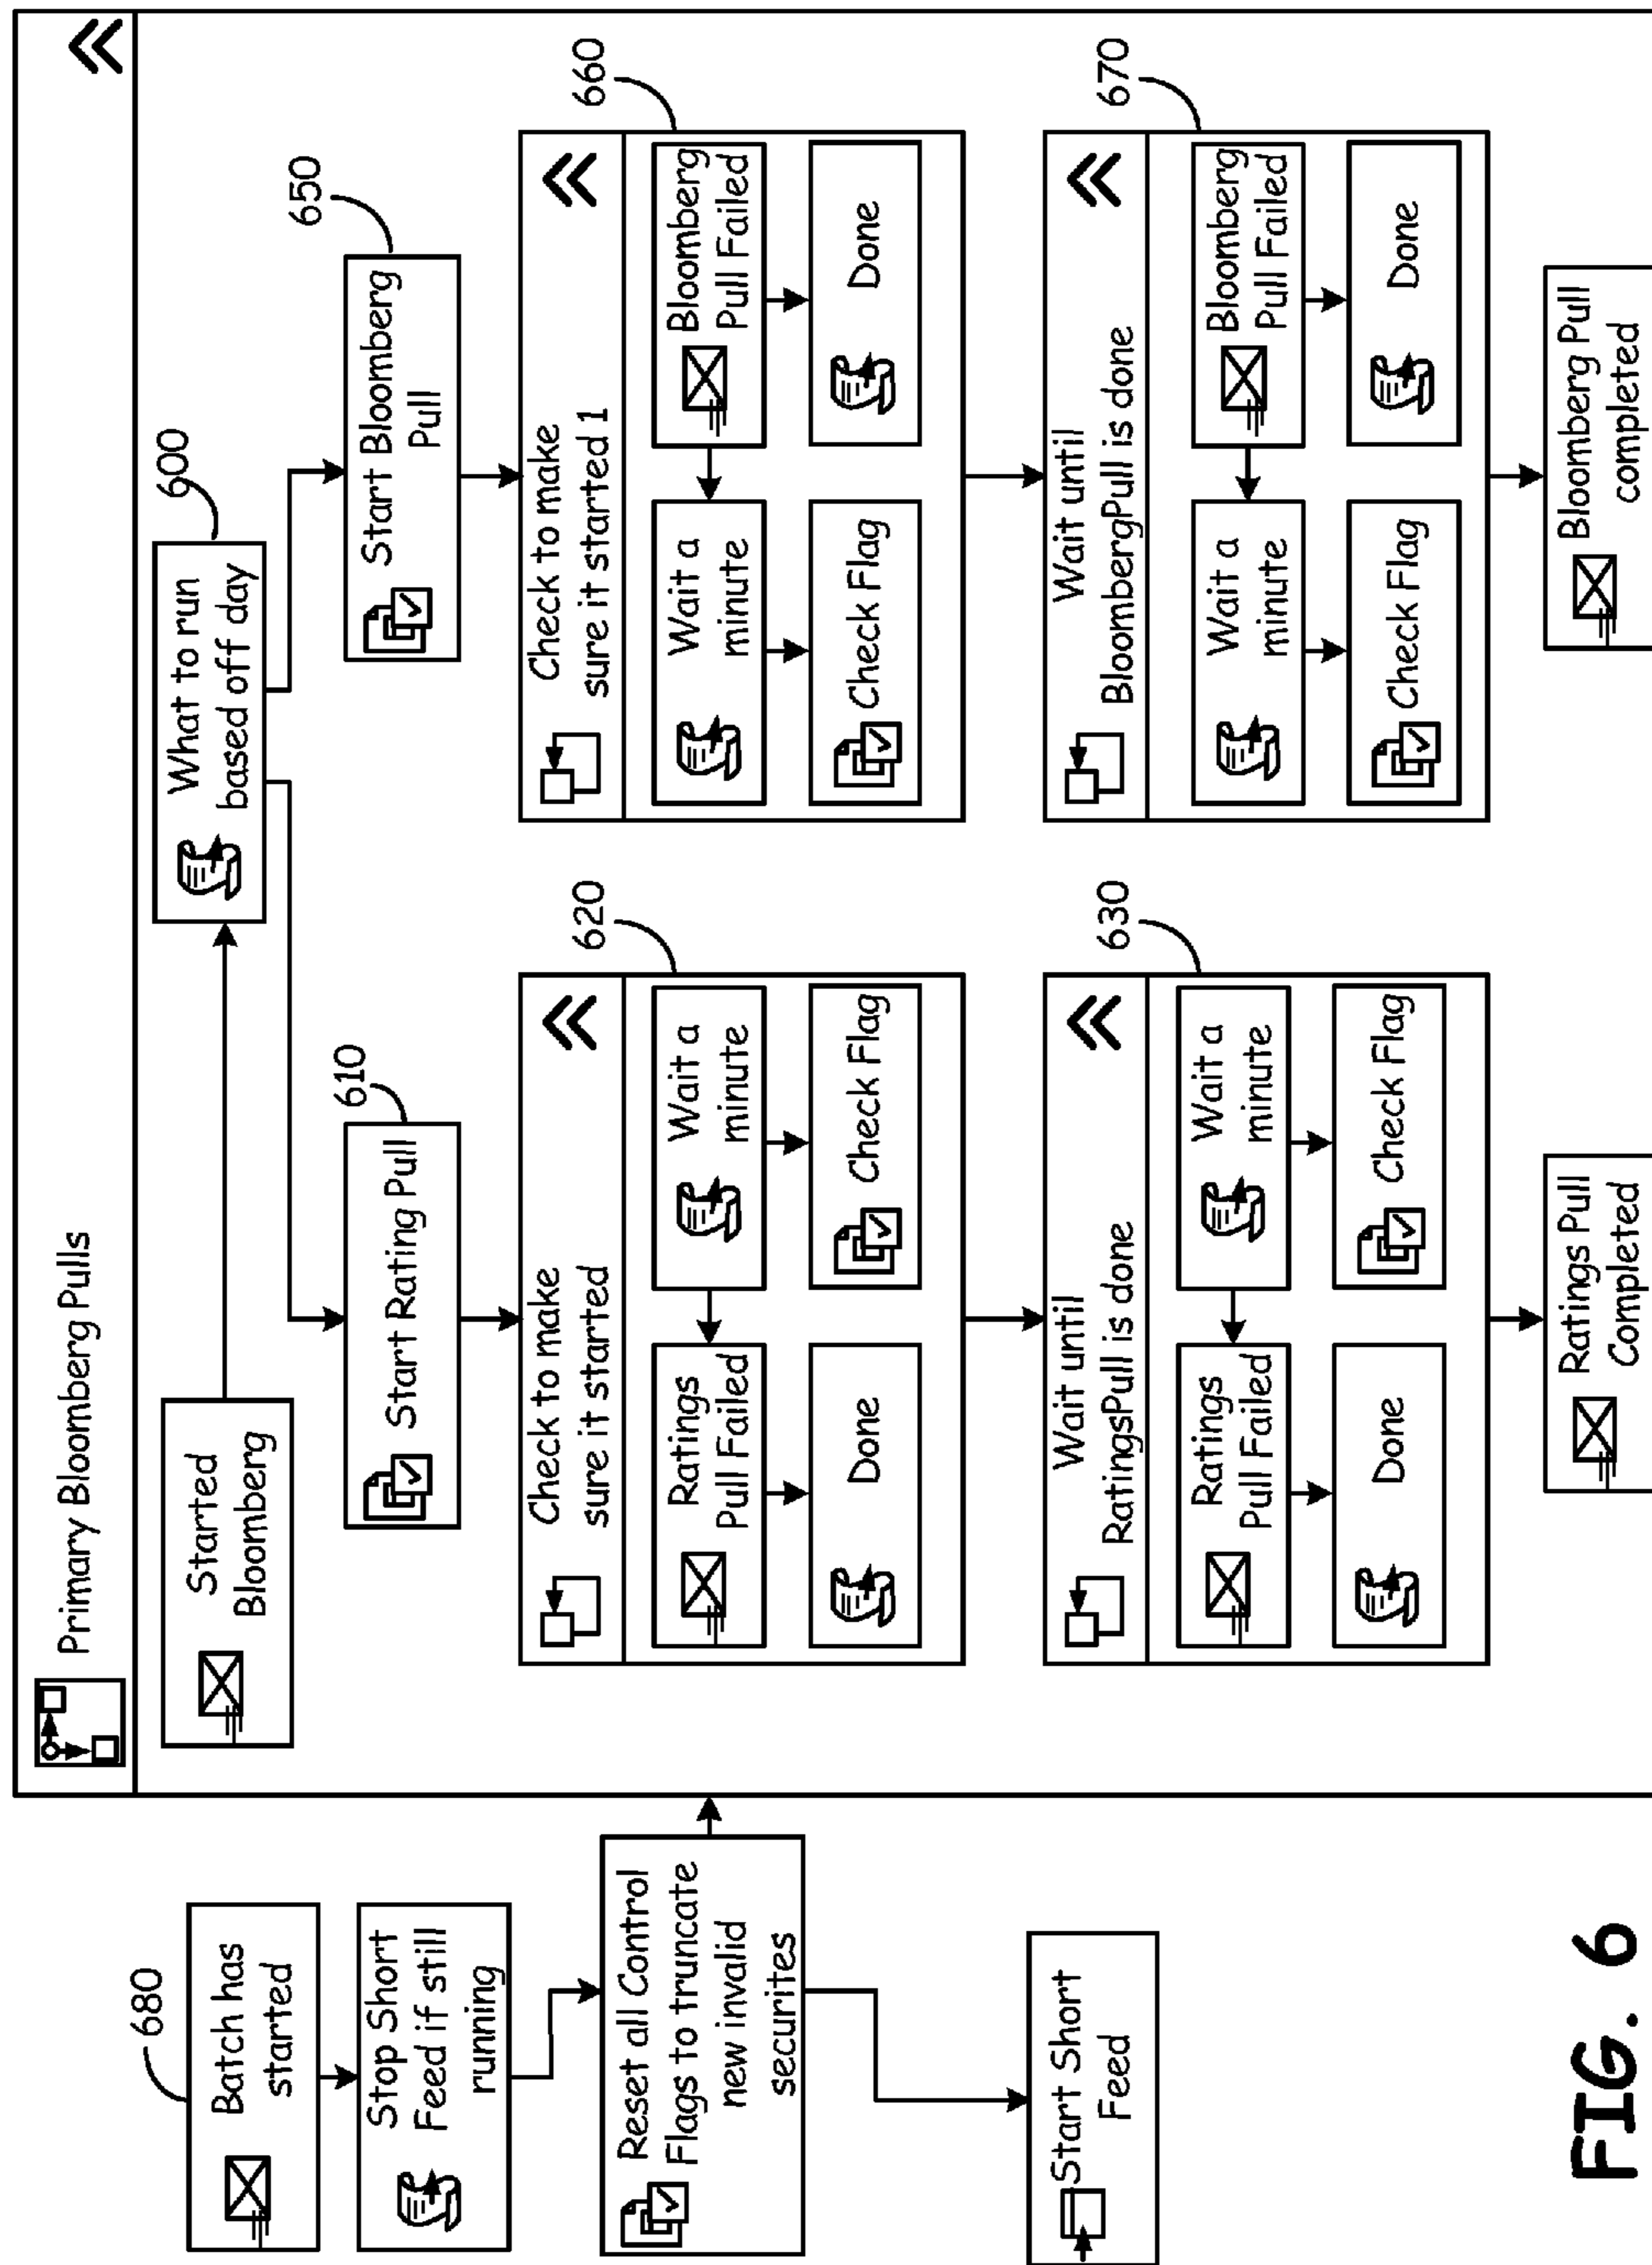 680
Batch has
started
Stop Short
Feed if still
running
Reset all Control
Flags to truncate
new invalid
securites
Start Short
Feed
Primary Bloomberg Pulls
Started
Bloomberg
600
What to run
based off day
610
Start Rating Pull
650
Start Bloomberg
Pull
620
Check to make
sure it started
Ratings
Pull Failed
Wait a
minute
Done
Check Flag
660
Check to make
sure it started 1
Wait a
minute
Bloomberg
Pull Failed
Check Flag
Done
630
Wait until
RatingsPull is done
Ratings
Pull Failed
Wait a
minute
Done
Check Flag
670
Wait until
BloombergPull is done
Wait a
minute
Bloomberg
Pull Failed
Check Flag
Done
Ratings Pull
Completed
Bloomberg Pull
completed
FIG. 6